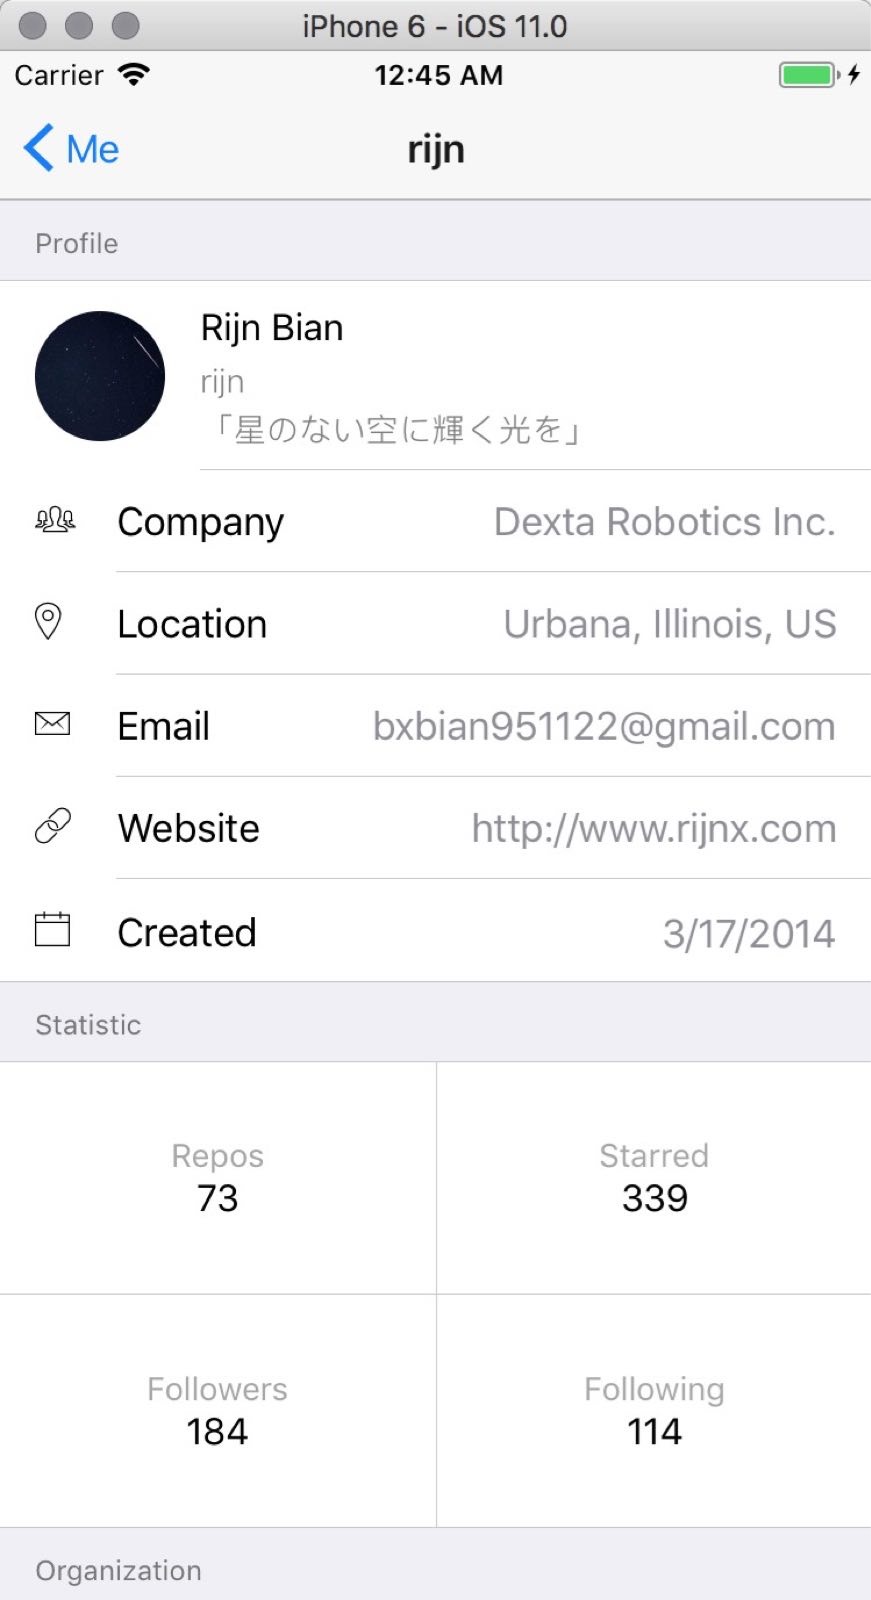 iPhone 6 - iOS 11.0
Carrier 12:45 AM
Me rijn
Profile
Rijn Bian
rijn
「星のない空に輝く光を」
Company Dexta Robotics Inc.
Location Urbana, Illinois, US
Email bxbian951122@gmail.com
Website http://www.rijnx.com
Created 3/17/2014
Statistic
Repos Starred
73 339
Followers Following
184 114
Organization